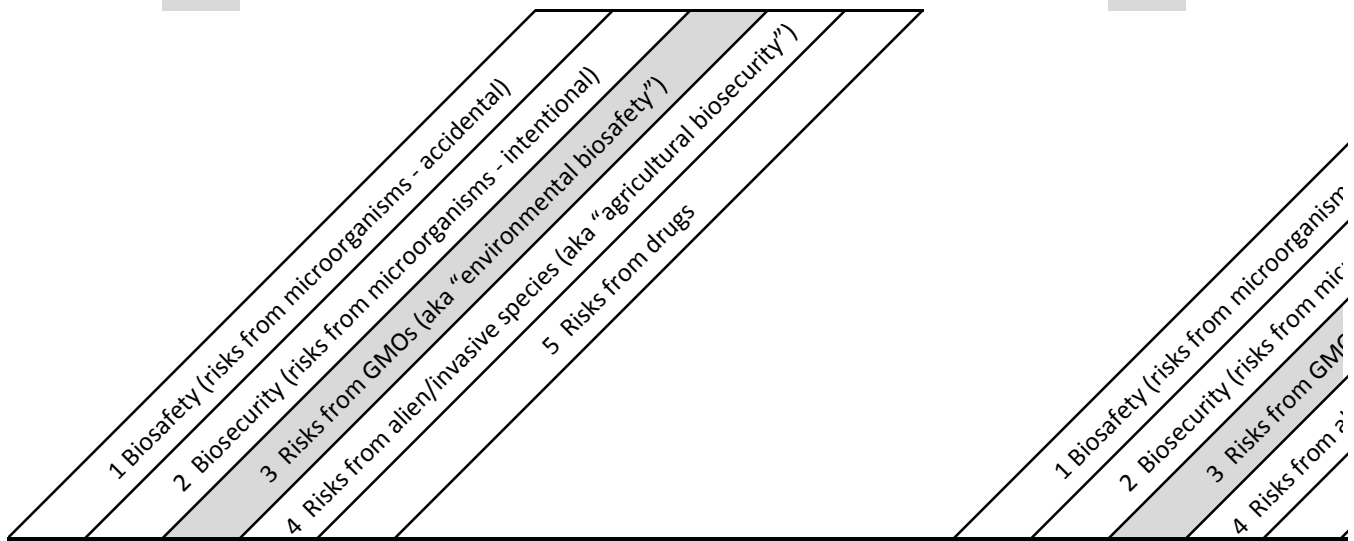 1 Biosafety (risks from microorganisms - accidental)
2 Biosecurity (risks from microorganisms - intentional)
3 Risks from GMOs (aka “environmental biosafety”)
4 Risks from alien/invasive species (aka “agricultural biosecurity”)
5 Risks from drugs
1 Biosafety (risks from microorganism
2 Biosecurity (risks from mic
3 Risks from GMO
4 Risks from a